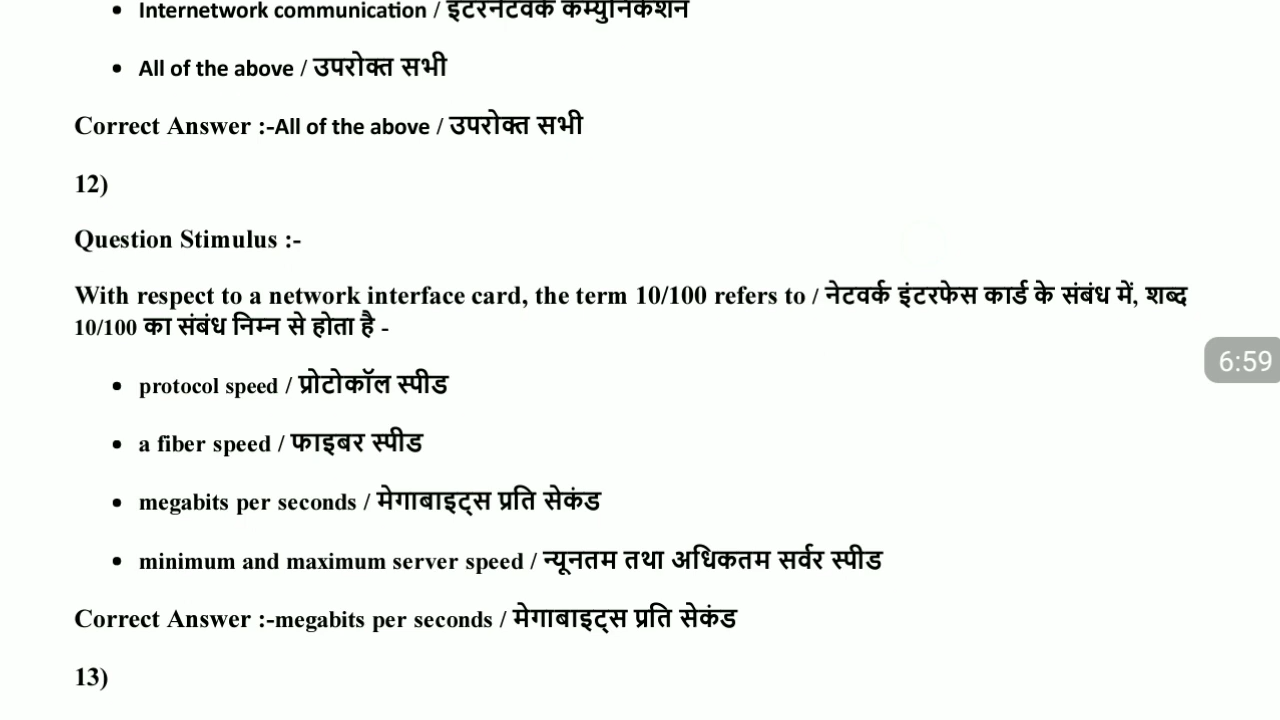 Internetwork communication / इंटरनेटवर्क कम्युनिकेशन
All of the above / उपरोक्त सभी
Correct Answer :-All of the above / उपरोक्त सभी
12)
Question Stimulus :-
With respect to a network interface card, the term 10/100 refers to / नेटवर्क इंटरफेस कार्ड के संबंध में, शब्द
10/100 का संबंध निम्न से होता है -
6:59
protocol speed / प्रोटोकॉल स्पीड
a fiber speed / फाइबर स्पीड
megabits per seconds / मेगाबाइट्स प्रति सेकंड
minimum and maximum server speed / न्यूनतम तथा अधिकतम सर्वर स्पीड
Correct Answer :-megabits per seconds / मेगाबाइट्स प्रति सेकंड
13)